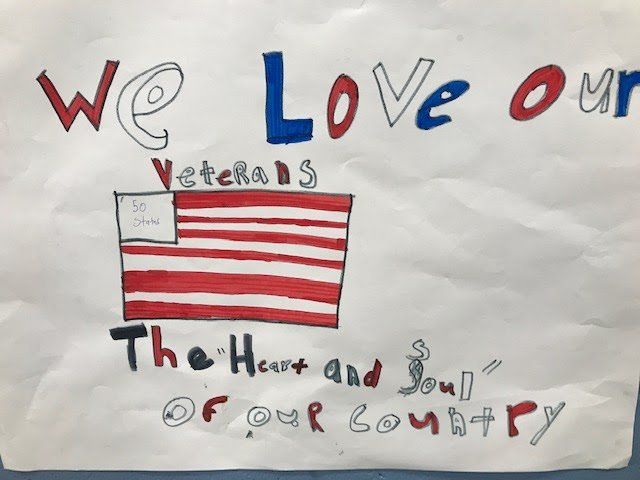 We Love Our
Veterans
50
States
The "Heart and Soul"
OF OUR Country